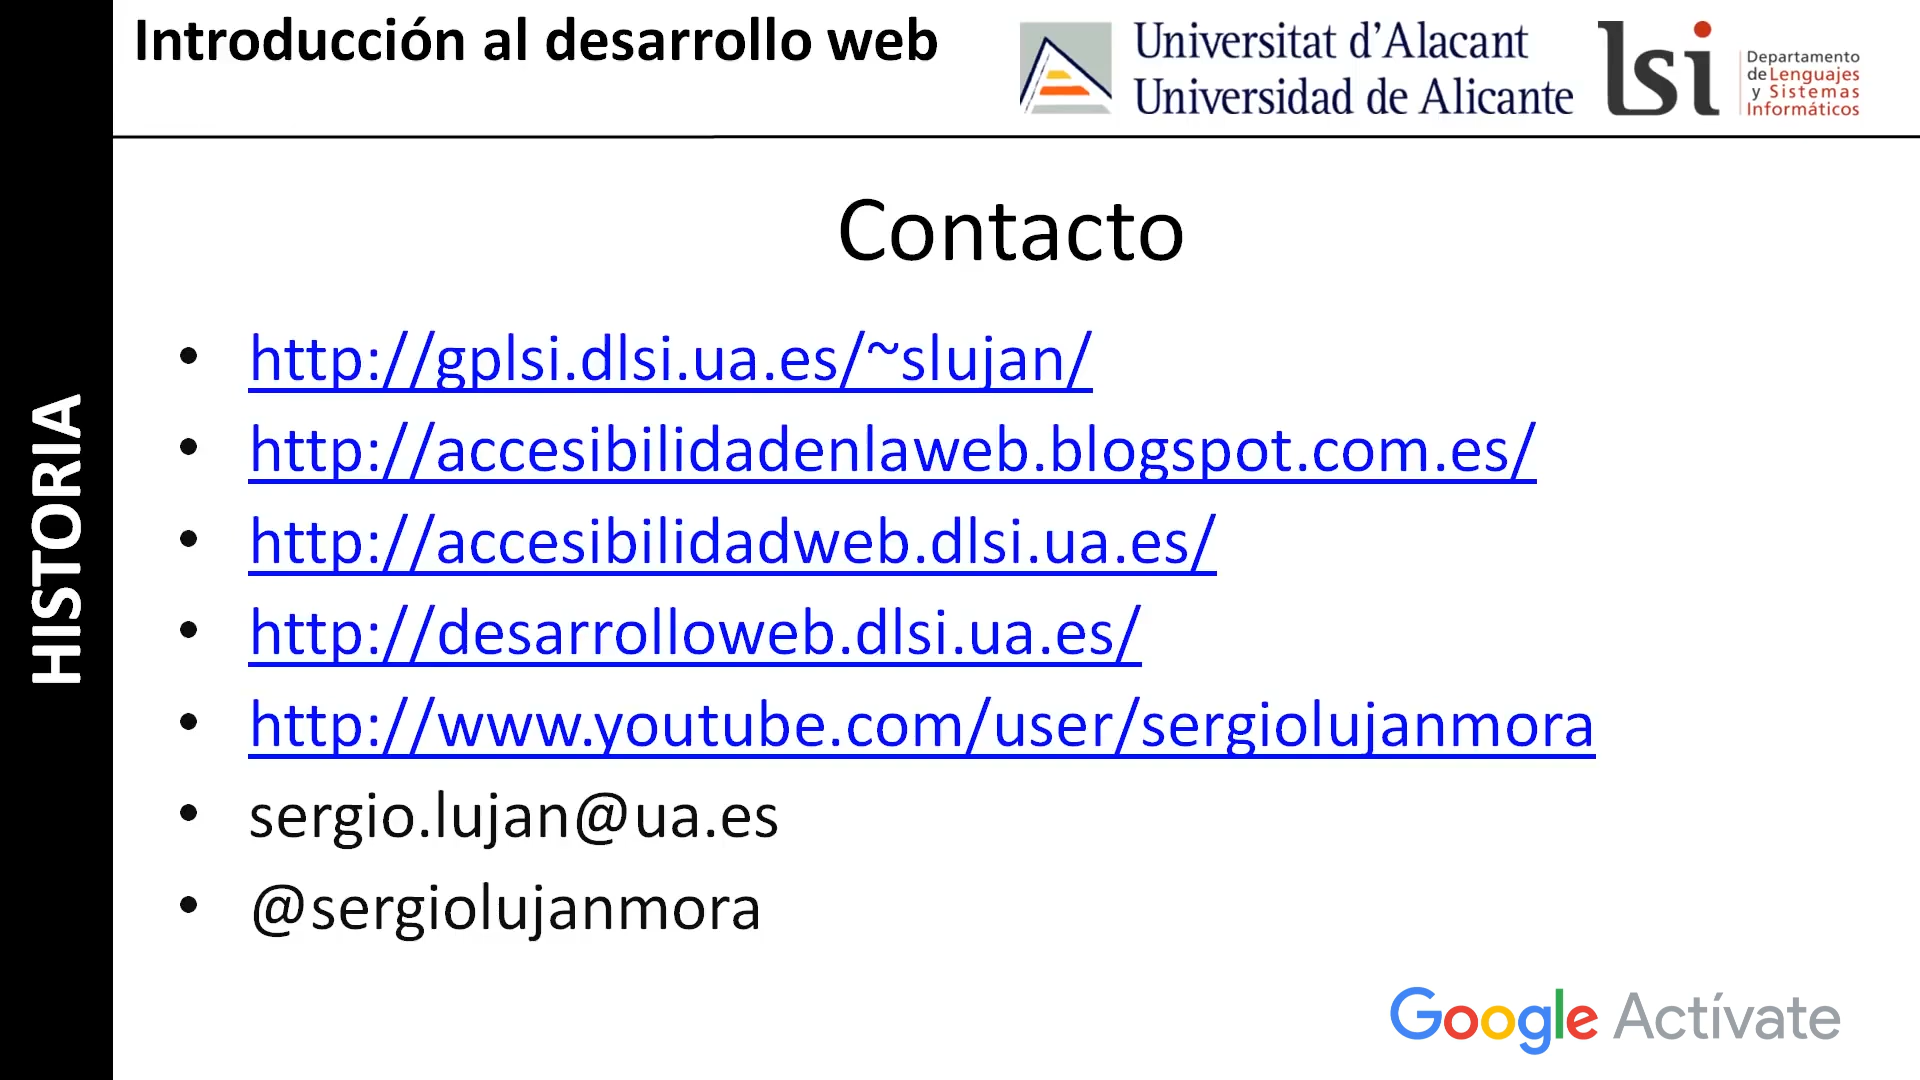 Introducción al desarrollo web
Universitat d'Alacant
Universidad de Alicante
lsi
Departamento
de Lenguajes
y Sistemas
Informáticos
HISTORIA
Contacto
• http://gplsi.dlsi.ua.es/~slujan/
• http://accesibilidadenlaweb.blogspot.com.es/
• http://accesibilidadweb.dlsi.ua.es/
• http://desarrolloweb.dlsi.ua.es/
• http://www.youtube.com/user/sergiolujanmora
• sergio.lujan@ua.es
• @sergiolujanmora
Google Actívate